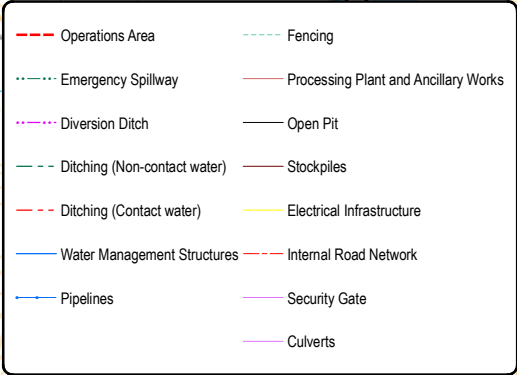 Operations Area
Emergency Spillway
Diversion Ditch
Ditching (Non-contact water)
Ditching (Contact water)
Water Management Structures
Pipelines
Fencing
Processing Plant and Ancillary Works
Open Pit
Stockpiles
Electrical Infrastructure
Internal Road Network
Security Gate
Culverts